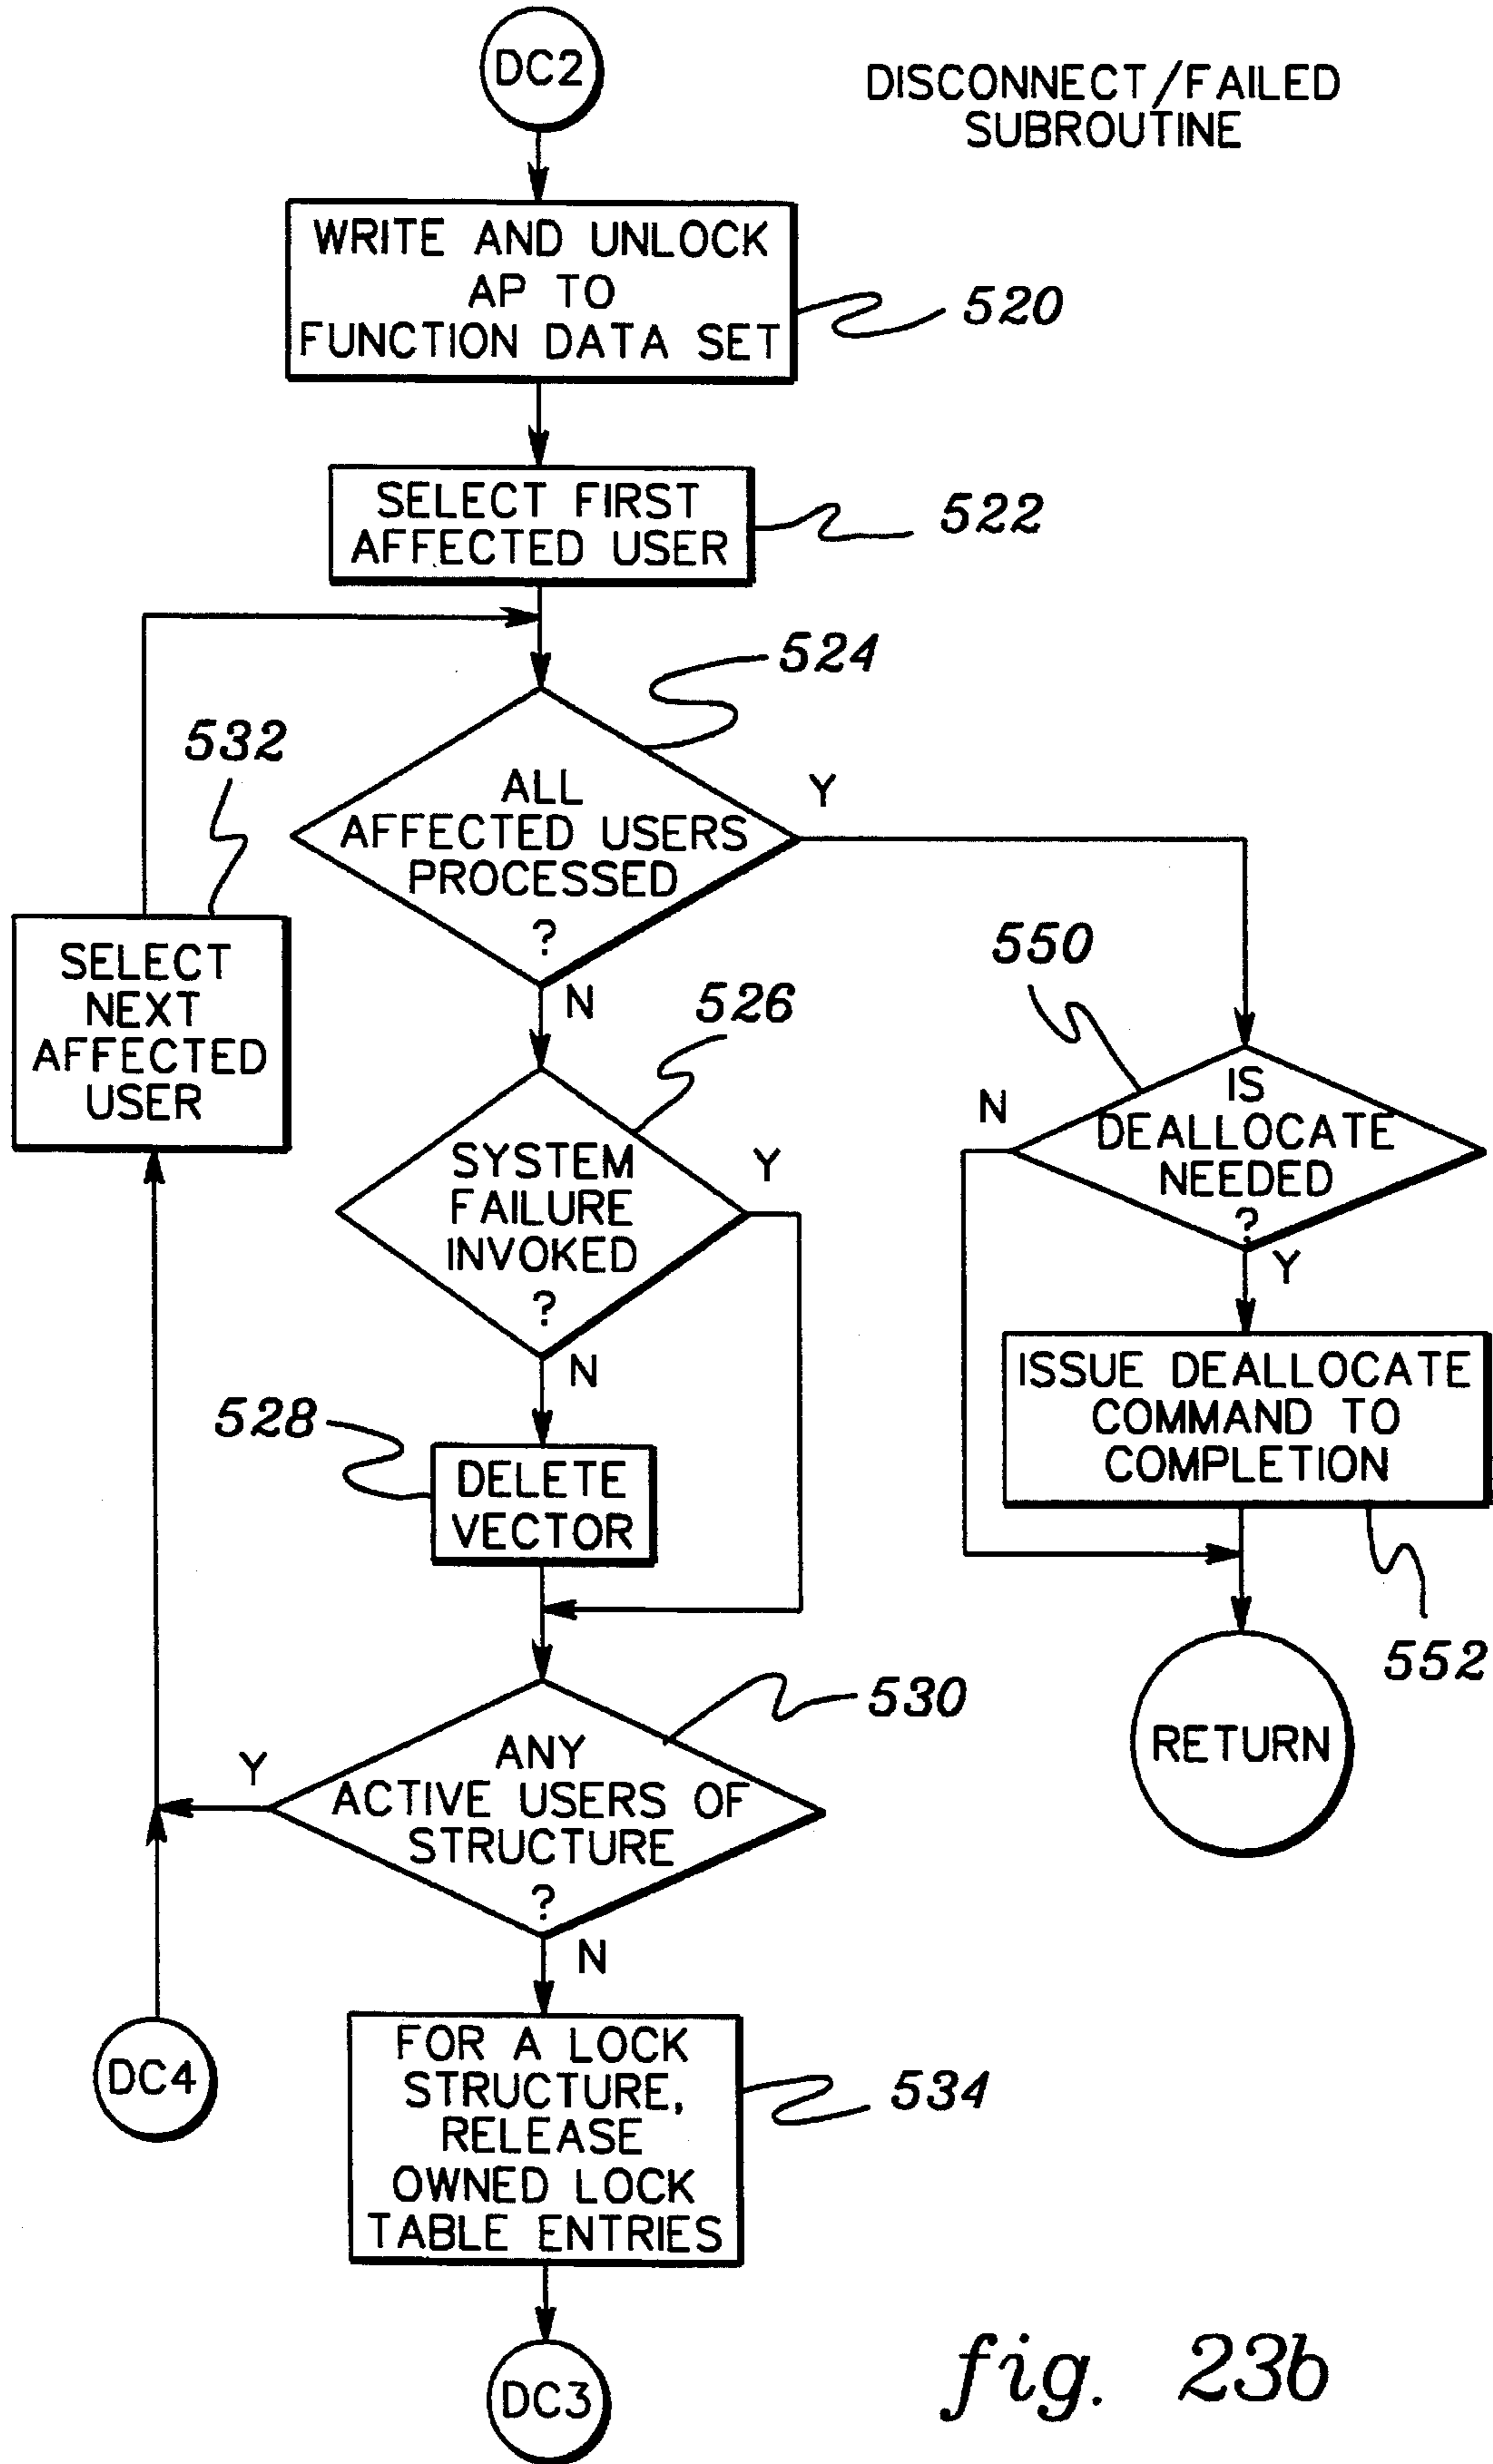 DC2
DISCONNECT/FAILED
SUBROUTINE
WRITE AND UNLOCK
AP TO
FUNCTION DATA SET
520
SELECT FIRST
AFFECTED USER
522
524
532
ALL
AFFECTED USERS
PROCESSED
?
Y
N
SELECT
NEXT
AFFECTED
USER
526
550
SYSTEM
FAILURE
INVOKED
?
Y
N
IS
DEALLOCATE
NEEDED
?
N
Y
528
DELETE
VECTOR
ISSUE DEALLOCATE
COMMAND TO
COMPLETION
552
530
ANY
ACTIVE USERS OF
STRUCTURE
?
Y
N
RETURN
DC4
FOR A LOCK
STRUCTURE,
RELEASE
OWNED LOCK
TABLE ENTRIES
534
DC3
fig. 23b